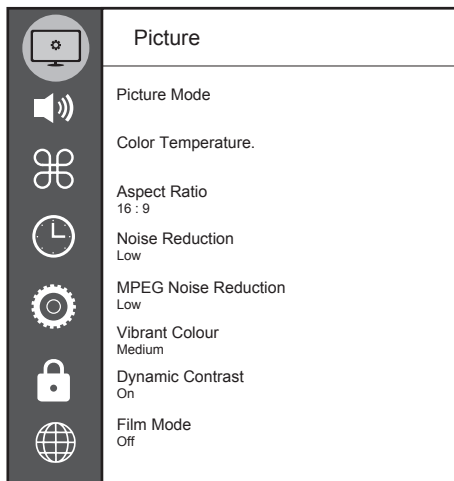 Picture
Picture Mode
Color Temperature.
Aspect Ratio
16 : 9
Noise Reduction
Low
MPEG Noise Reduction
Low
Vibrant Colour
Medium
Dynamic Contrast
On
Film Mode
Off